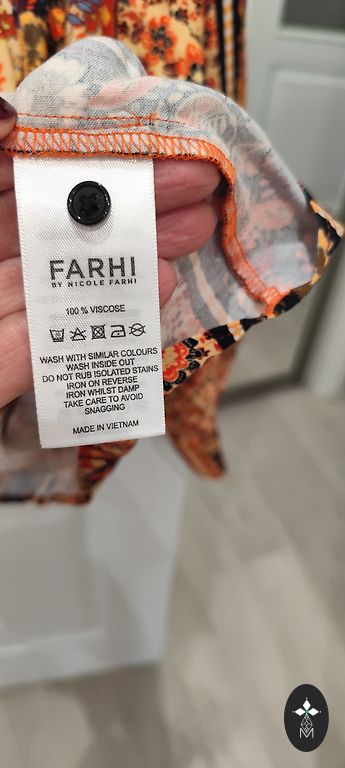 FARHI
BY NICOLE FARHI
100 % VISCOSE
WASH WITH SIMILAR COLOURS
WASH INSIDE OUT
DO NOT RUB ISOLATED STAINS
IRON ON REVERSE
IRON WHILST DAMP
TAKE CARE TO AVOID
SNAGGING
MADE IN VIETNAM
M